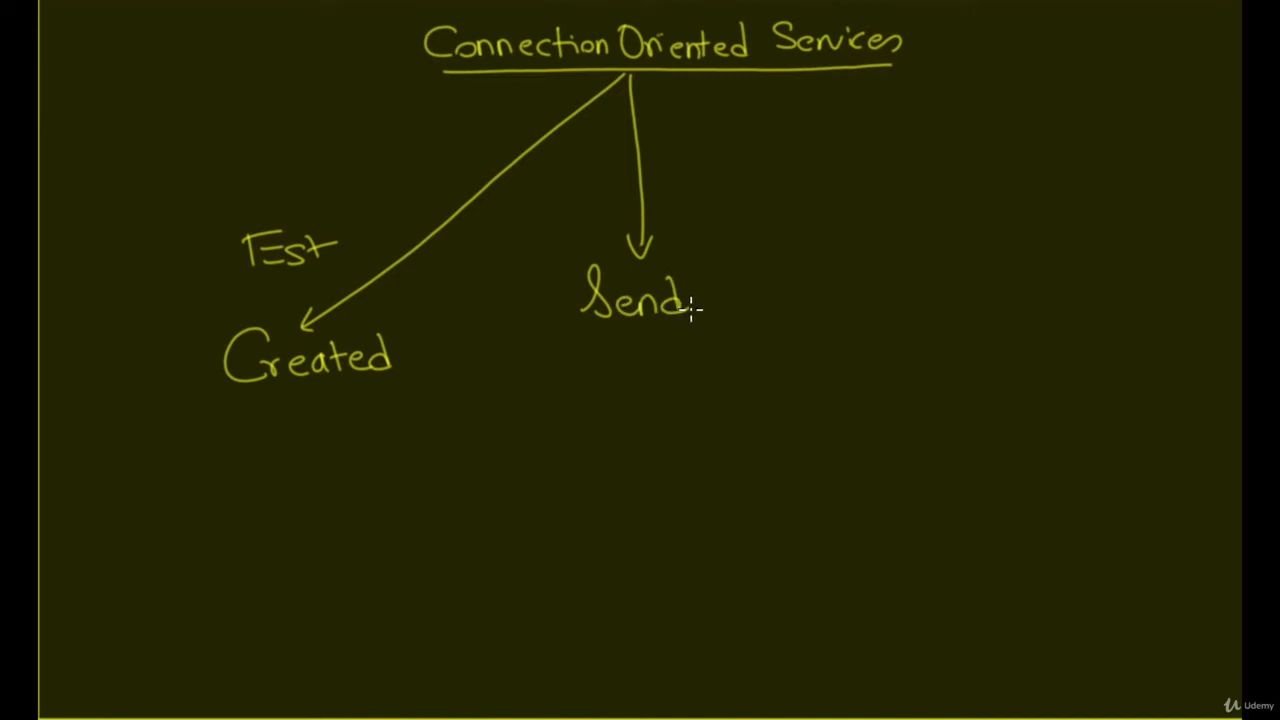 Connection Oriented Services
Est
Send
Created
Udemy